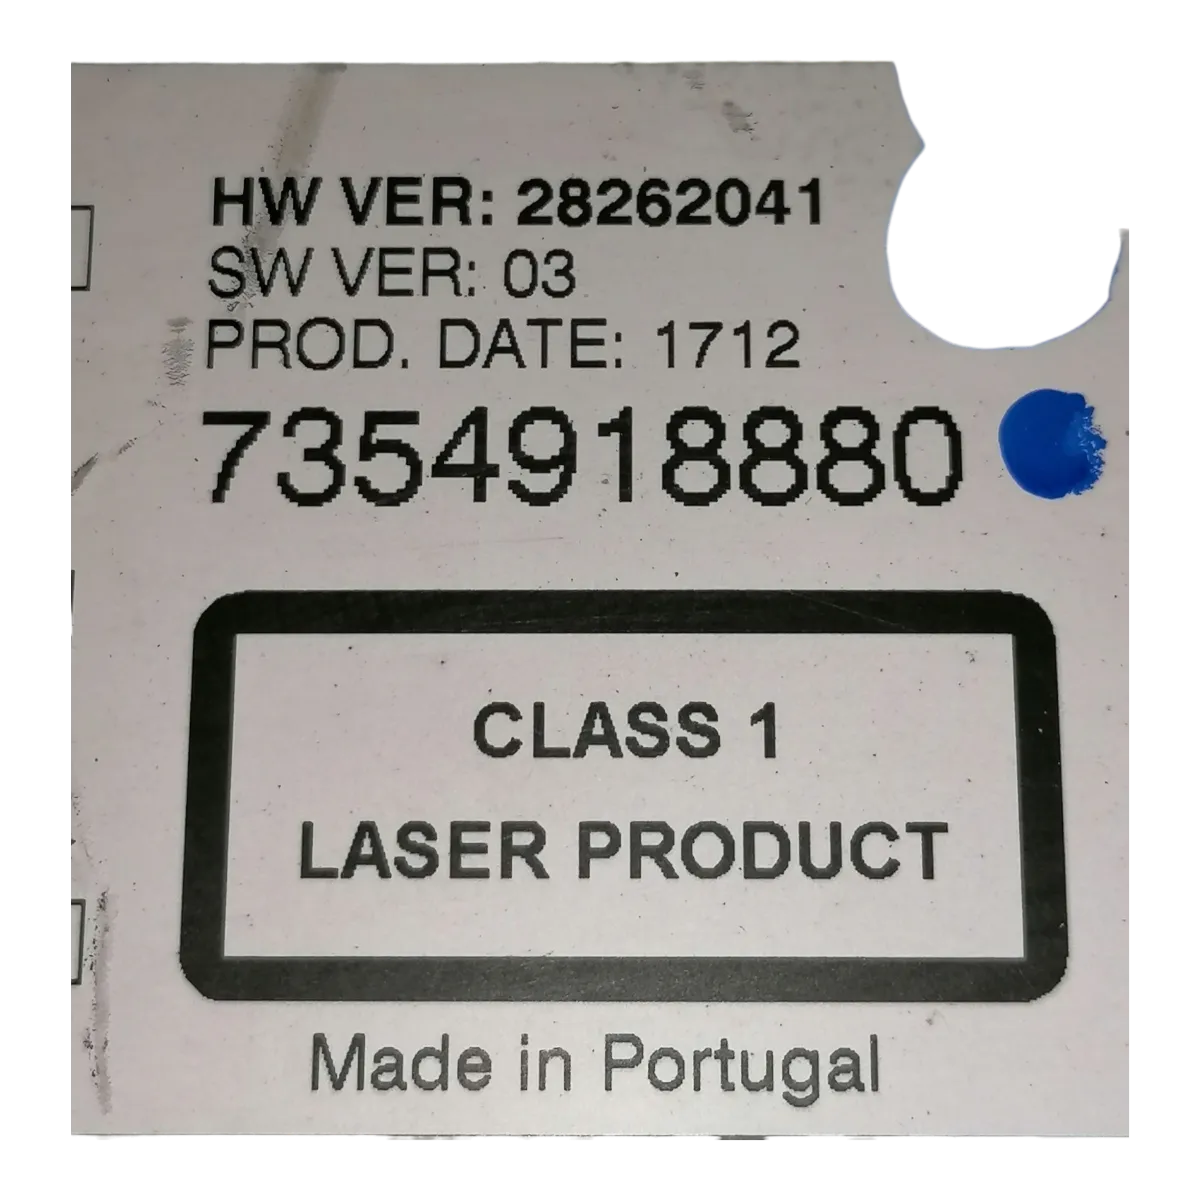 HW VER: 28262041
SW VER: 03
PROD. DATE: 1712
7354918880
CLASS 1
LASER PRODUCT
Made in Portugal